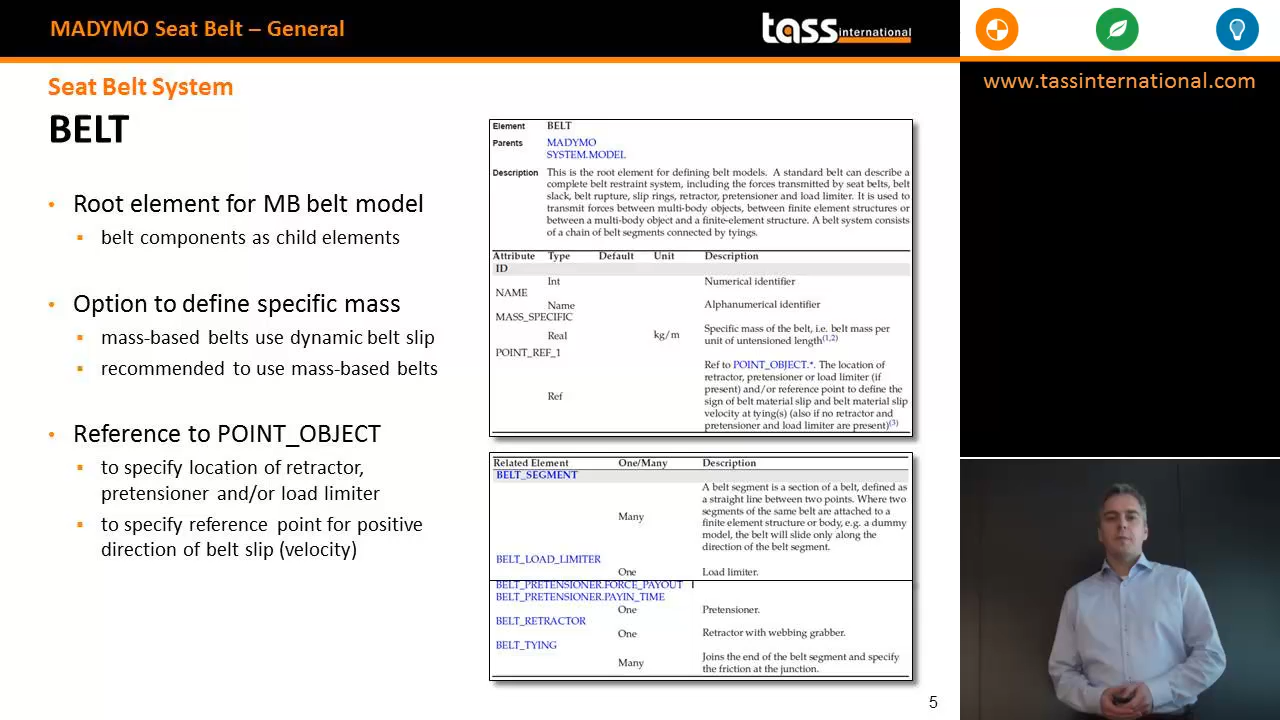 MADYMO Seat Belt – General
tass international
www.tassinternational.com
Seat Belt System
BELT
• Root element for MB belt model
▪ belt components as child elements
• Option to define specific mass
▪ mass-based belts use dynamic belt slip
▪ recommended to use mass-based belts
• Reference to POINT_OBJECT
▪ to specify location of retractor,
pretensioner and/or load limiter
▪ to specify reference point for positive
direction of belt slip (velocity)
Element BELT
Parents MADYMO
SYSTEM.MODEL
Description This is the root element for defining belt models. A standard belt can describe a
complete belt restraint system, including the forces transmitted by seat belts, belt
slack, belt rupture, slip rings, retractor, pretensioner and load limiter. It is used to
transmit forces between multi-body objects, between finite element structures or
between a multi-body object and a finite-element structure. A belt system consists
of a chain of belt segments connected by tyings.
Attribute Type Default Unit Description
ID
Int Numerical identifier
NAME
Name Alphanumerical identifier
MASS_SPECIFIC
Real kg/m Specific mass of the belt, i.e. belt mass per
unit of untensioned length(1,2)
POINT_REF_1
Ref Ref to POINT_OBJECT.*. The location of
retractor, pretensioner or load limiter (if
present) and/or reference point to define the
sign of belt material slip and belt material slip
velocity at tying(s) (also if no retractor and
pretensioner and load limiter are present)(3)
Related Element One/Many Description
BELT_SEGMENT
Many A belt segment is a section of a belt, defined as
a straight line between two points. Where two
segments of the same belt are attached to a
finite element structure or body, e.g. a dummy
model, the belt will slide only along the
direction of the belt segment.
BELT_LOAD_LIMITER
One Load limiter.
BELT_PRETENSIONER.FORCE_PAYOUT
BELT_PRETENSIONER.PAYIN_TIME
One Pretensioner.
BELT_RETRACTOR
One Retractor with webbing grabber.
BELT_TYING
Many Joins the end of the belt segment and specify
the friction at the junction.
5